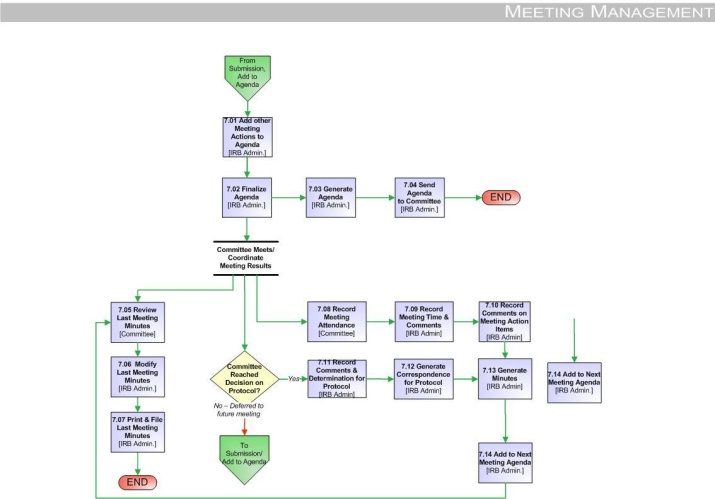 MEETING MANAGEMENT
From
Submission,
Add to
Agenda
7.01 Add other
Meeting
Actions to
Agenda
[IRB Admin.]
7.02 Finalize
Agenda
[IRB Admin.]
7.03 Generate
Agenda
[IRB Admin.]
7.04 Send
Agenda
to Committee
[IRB Admin.]
END
Committee Meets/
Coordinate
Meeting Results
7.05 Review
Last Meeting
Minutes
[Committee]
7.08 Record
Meeting
Attendance
[Committee]
7.09 Record
Meeting Time &
Comments
[IRB Admin]
7.10 Record
Comments on
Meeting Action
Items
[IRB Admin]
7.06 Modify
Last Meeting
Minutes
[IRB Admin.]
Committee
Reached
Decision on
Protocol?
Yes
7.11 Record
Comments &
Determination for
Protocol
[IRB Admin]
7.12 Generate
Correspondence
for Protocol
[IRB Admin]
7.13 Generate
Minutes
[IRB Admin]
7.14 Add to Next
Meeting Agenda
[IRB Admin.]
No – Deferred to
future meeting
7.07 Print & File
Last Meeting
Minutes
[IRB Admin.]
To
Submission/
Add to Agenda
7.14 Add to Next
Meeting Agenda
[IRB Admin.]
END